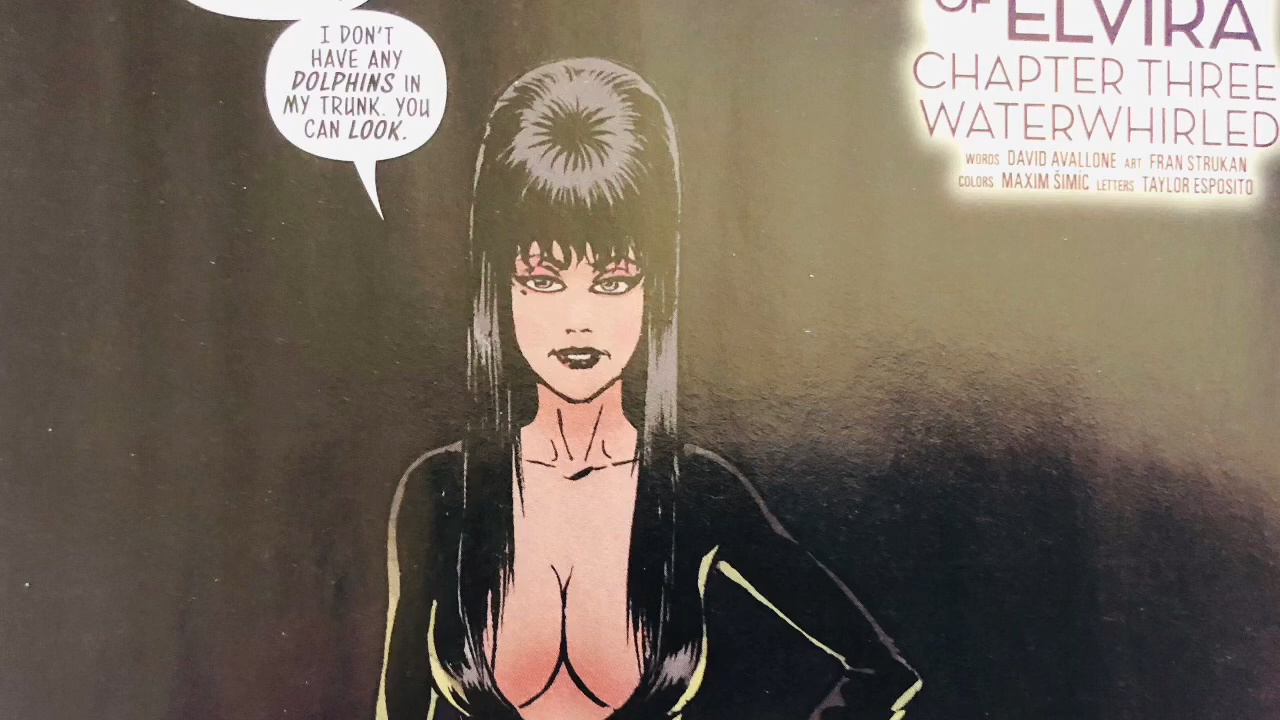 I DON'T
HAVE ANY
DOLPHINS IN
MY TRUNK. YOU
CAN LOOK.
OF ELVIRA
CHAPTER THREE
WATERWHIRLED
WORDS DAVID AVALLONE ART FRAN STRUKAN
COLORS MAXIM ŠIMIĆ LETTERS TAYLOR ESPOSITO